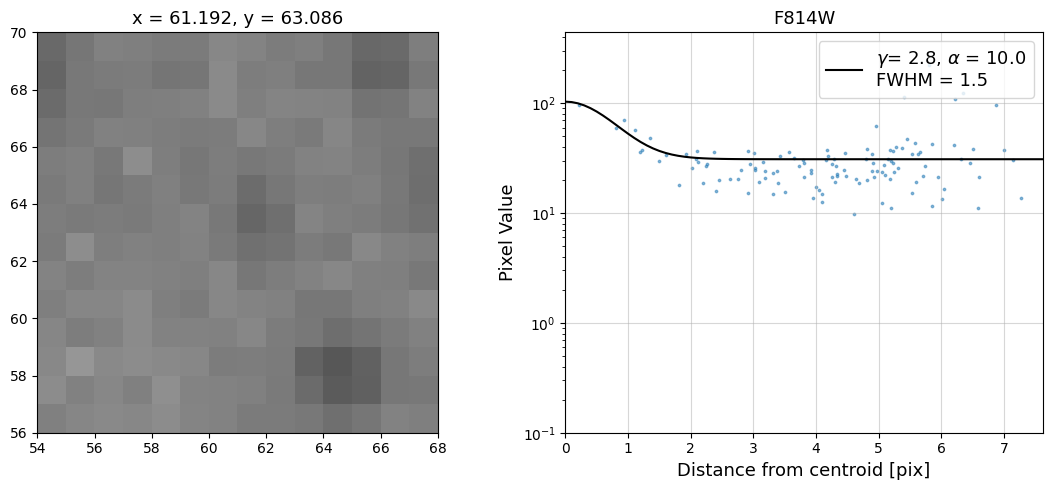 x = 61.192, y = 63.086
70
68
66
64
62
60
58
56
54 56 58 60 62 64 66 68
F814W
γ= 2.8, α = 10.0
FWHM = 1.5
Pixel Value
10²
10¹
10⁰
10⁻¹
0 1 2 3 4 5 6 7
Distance from centroid [pix]